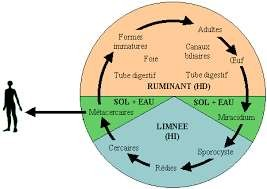 Adultes
Formes
immatures
Canaux
biliaires
Foie
Œuf
Tube digestif
Tube digestif
RUMINANT (HD)
SOL + EAU
SOL + EAU
Métacercaires
Miracidium
LIMNEE
(HI)
Cercaires
Sporocyste
Rédies